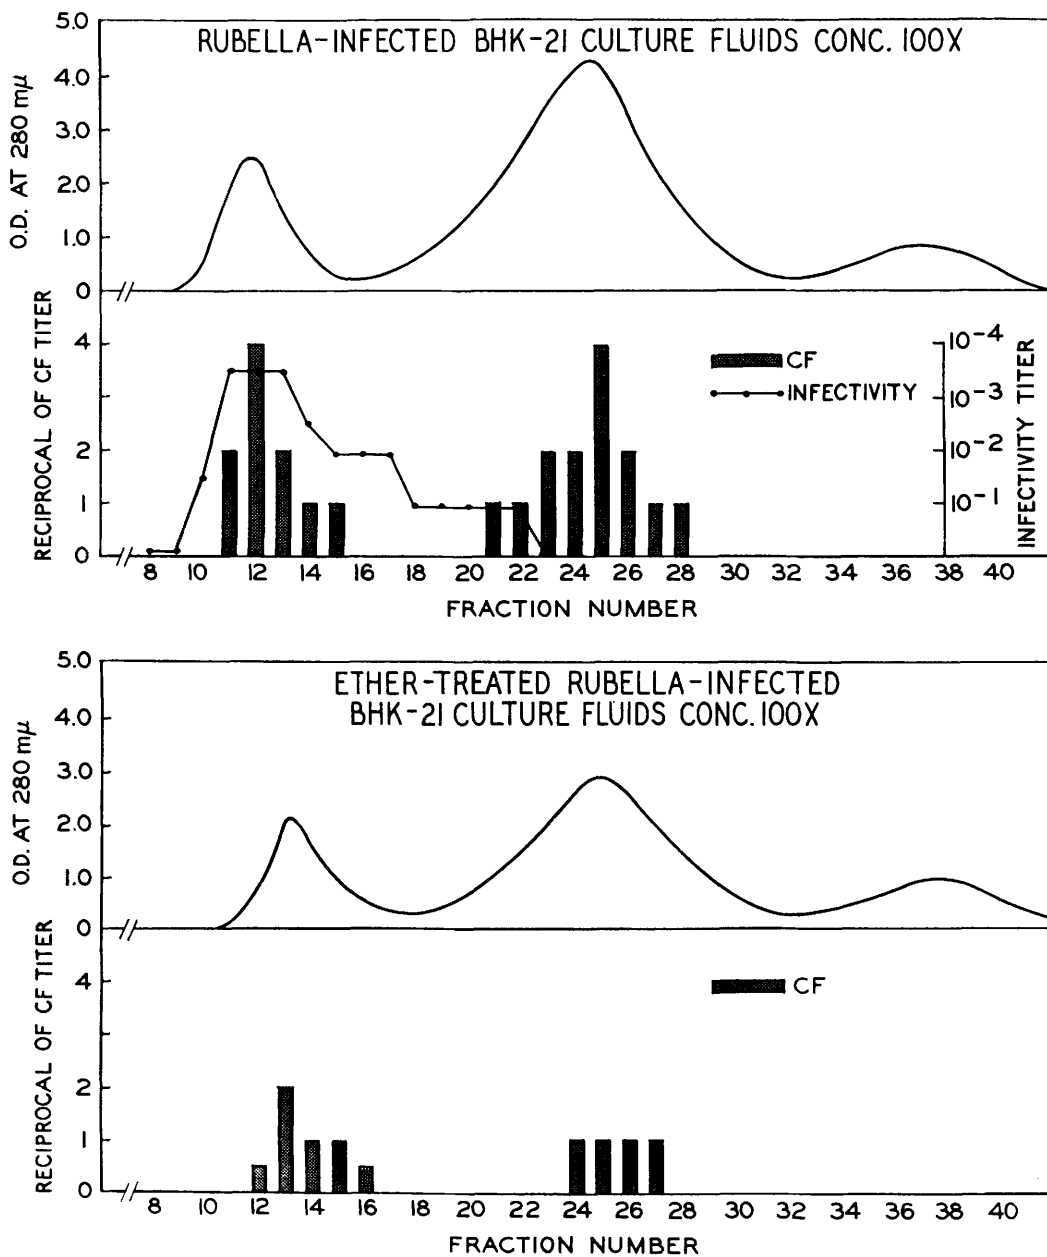 RUBELLA-INFECTED BHK-21 CULTURE FLUIDS CONC. 100X
O.D. AT 280 mµ
5.0
4.0
3.0
2.0
1.0
0
RECIPROCAL OF CF TITER
4
2
1
0
CF
INFECTIVITY
10-4
10-3
10-2
10-1
INFECTIVITY TITER
8 10 12 14 16 18 20 22 24 26 28 30 32 34 36 38 40
FRACTION NUMBER
ETHER-TREATED RUBELLA-INFECTED
BHK-21 CULTURE FLUIDS CONC. 100X
O.D. AT 280 mµ
5.0
4.0
3.0
2.0
1.0
0
RECIPROCAL OF CF TITER
4
2
1
0
CF
8 10 12 14 16 18 20 22 24 26 28 30 32 34 36 38 40
FRACTION NUMBER